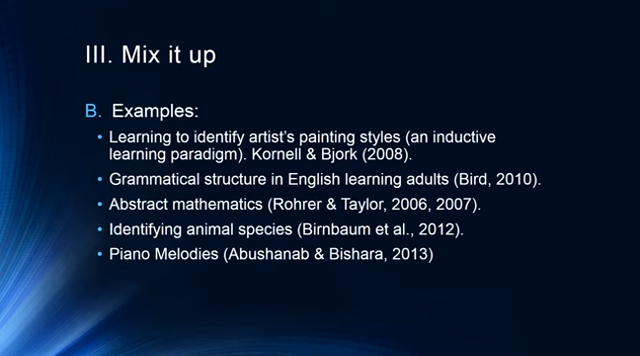 III. Mix it up
B. Examples:
• Learning to identify artist's painting styles (an inductive
learning paradigm). Kornell & Bjork (2008).
• Grammatical structure in English learning adults (Bird, 2010).
• Abstract mathematics (Rohrer & Taylor, 2006, 2007).
• Identifying animal species (Birnbaum et al., 2012).
• Piano Melodies (Abushanab & Bishara, 2013)